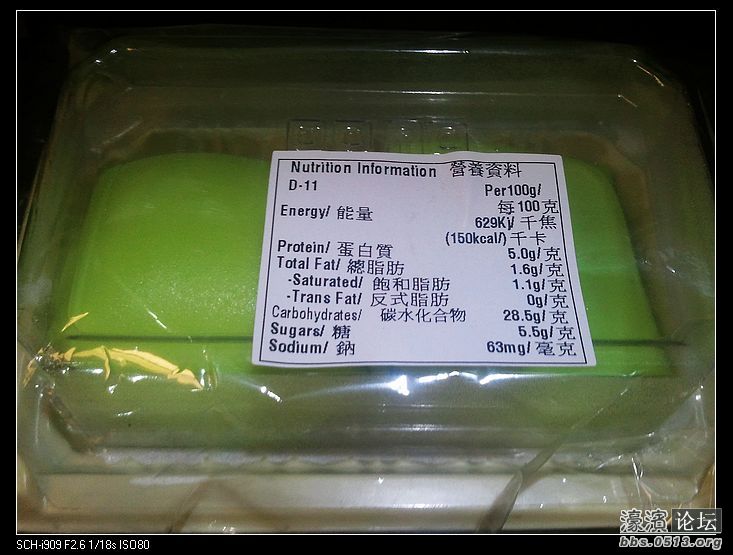 Nutrition Information 營養資料
D-11 Per100g/
每100克
Energy/ 能量 629Kj/ 千焦
(150kcal/) 千卡
Protein/ 蛋白質 5.0g/ 克
Total Fat/ 總脂肪 1.6g/ 克
-Saturated/ 飽和脂肪 1.1g/ 克
-Trans Fat/ 反式脂肪 0g/ 克
Carbohydrates/ 碳水化合物 28.5g/ 克
Sugars/ 糖 5.5g/ 克
Sodium/ 鈉 63mg/ 毫克
濠濱 论坛
bbs.0513.org
SCH-i909 F2.6 1/18s ISO80